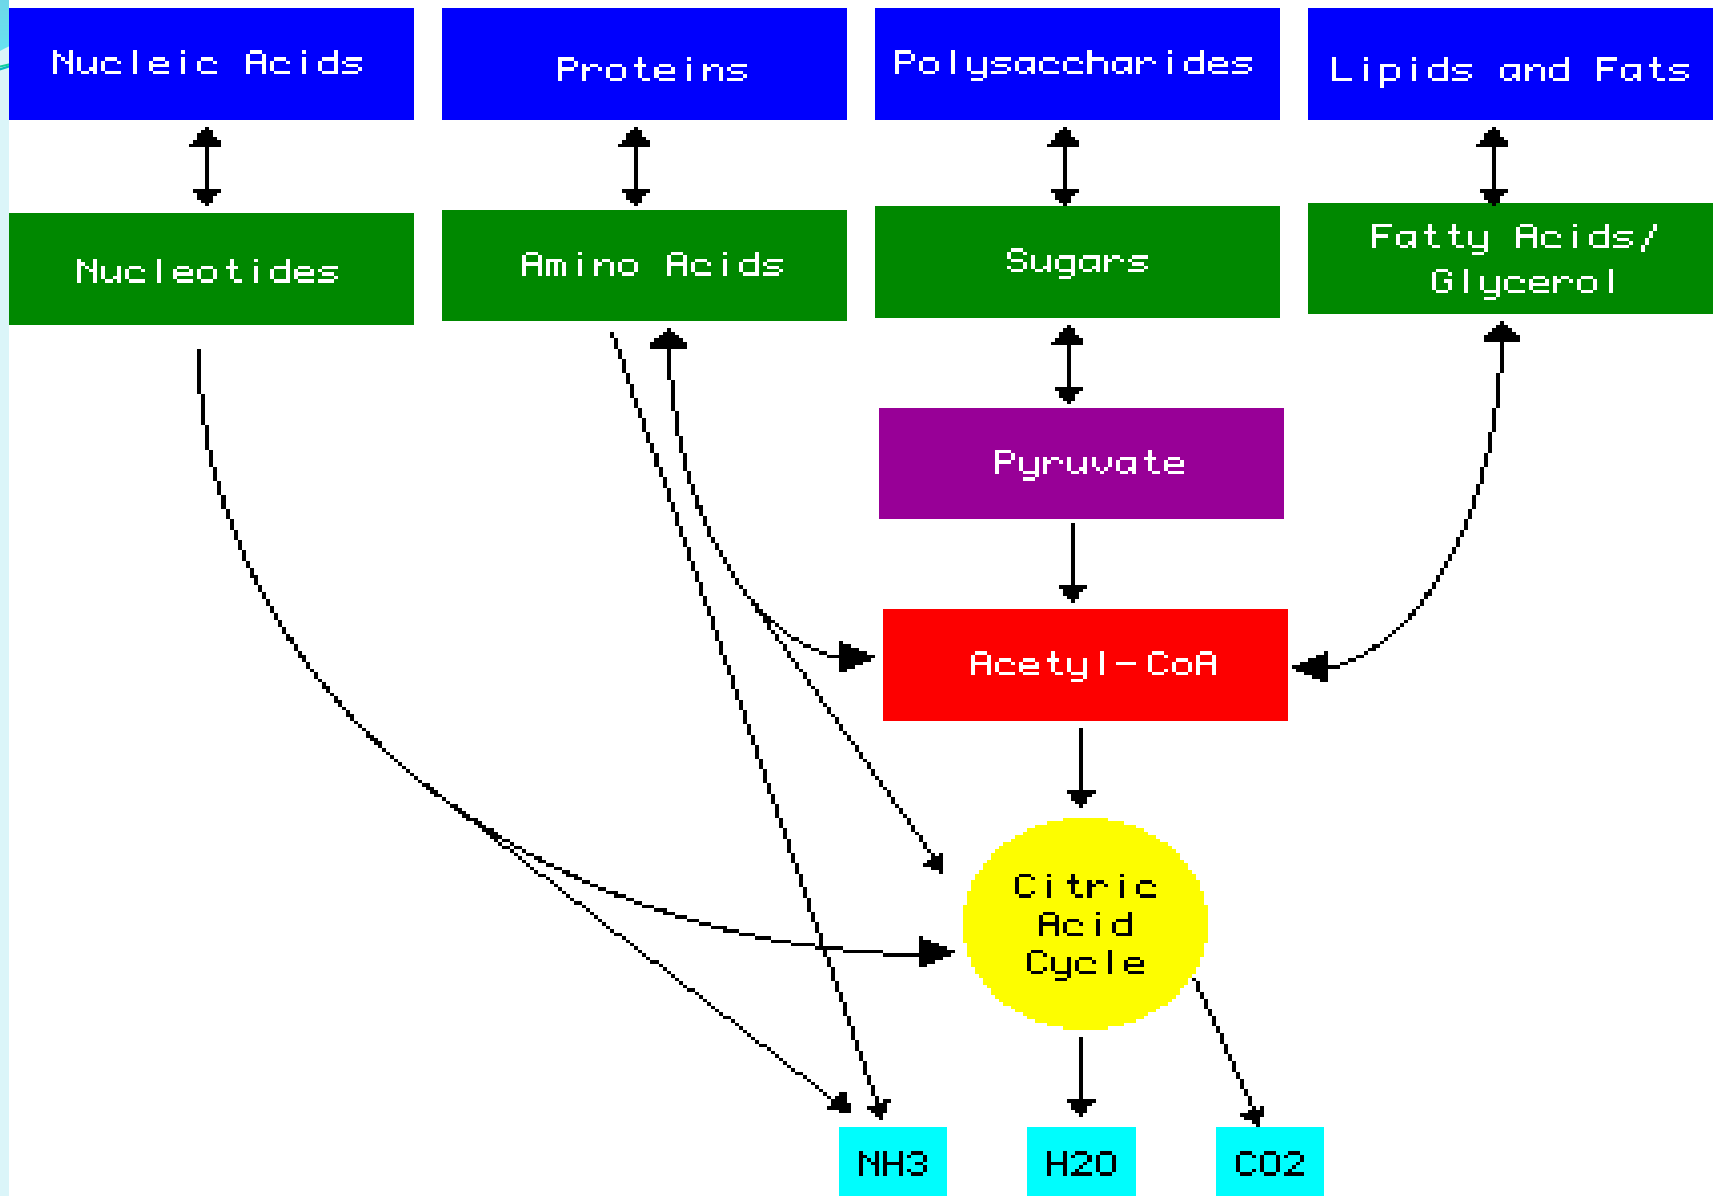 Nucleic Acids
Proteins
Polysaccharides
Lipids and Fats
Nucleotides
Amino Acids
Sugars
Fatty Acids/
Glycerol
Pyruvate
Acetyl-CoA
Citric
Acid
Cycle
NH3
H2O
CO2